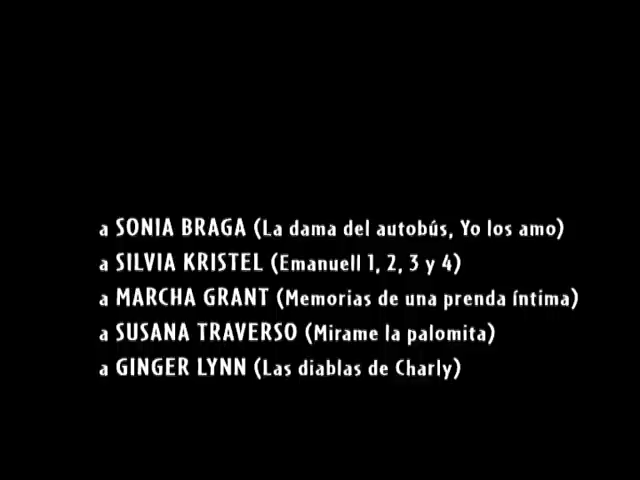 a SONIA BRAGA (La dama del autobús, Yo los amo)
a SILVIA KRISTEL (Emanuell 1, 2, 3 y 4)
a MARCHA GRANT (Memorias de una prenda íntima)
a SUSANA TRAVERSO (Mirame la palomita)
a GINGER LYNN (Las diablas de Charly)